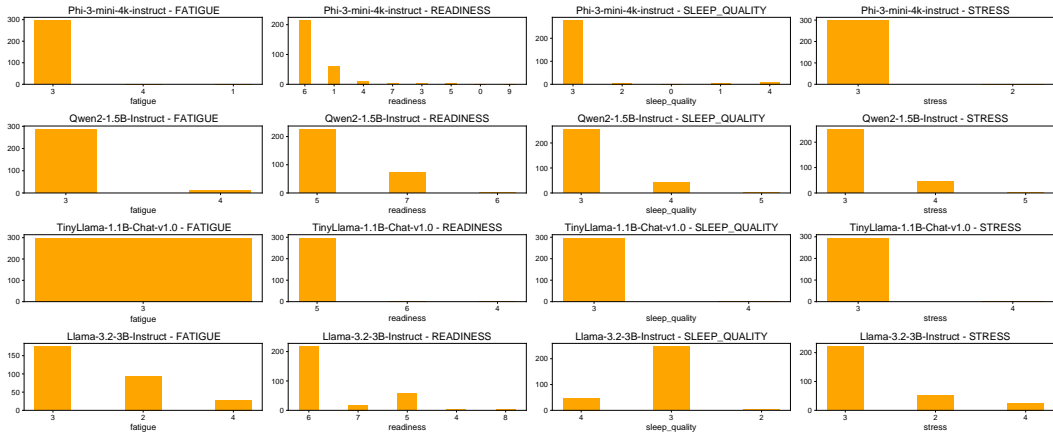 Phi-3-mini-4k-instruct - FATIGUE
300
200
100
0
3 4 1
fatigue
Phi-3-mini-4k-instruct - READINESS
200
100
0
6 1 4 7 3 5 0 9
readiness
Phi-3-mini-4k-instruct - SLEEP_QUALITY
200
100
0
3 2 0 1 4
sleep_quality
Phi-3-mini-4k-instruct - STRESS
300
200
100
0
3 2
stress
Qwen2-1.5B-Instruct - FATIGUE
300
200
100
0
3 4
fatigue
Qwen2-1.5B-Instruct - READINESS
200
100
0
5 7 6
readiness
Qwen2-1.5B-Instruct - SLEEP_QUALITY
200
100
0
3 4 5
sleep_quality
Qwen2-1.5B-Instruct - STRESS
200
100
0
3 4 5
stress
TinyLlama-1.1B-Chat-v1.0 - FATIGUE
300
200
100
0
3
fatigue
TinyLlama-1.1B-Chat-v1.0 - READINESS
300
200
100
0
5 6 4
readiness
TinyLlama-1.1B-Chat-v1.0 - SLEEP_QUALITY
300
200
100
0
3 4
sleep_quality
TinyLlama-1.1B-Chat-v1.0 - STRESS
300
200
100
0
3 4
stress
Llama-3.2-3B-Instruct - FATIGUE
150
100
50
0
3 2 4
fatigue
Llama-3.2-3B-Instruct - READINESS
200
100
0
6 7 5 4 8
readiness
Llama-3.2-3B-Instruct - SLEEP_QUALITY
200
100
0
4 3 2
sleep_quality
Llama-3.2-3B-Instruct - STRESS
200
100
0
3 2 4
stress